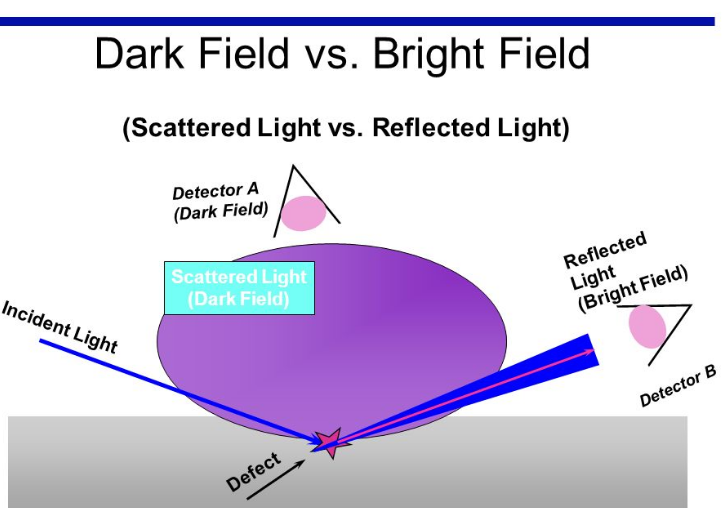 Dark Field vs. Bright Field
(Scattered Light vs. Reflected Light)
Detector A
(Dark Field)
Scattered Light
(Dark Field)
Incident Light
Reflected
Light
(Bright Field)
Detector B
Defect